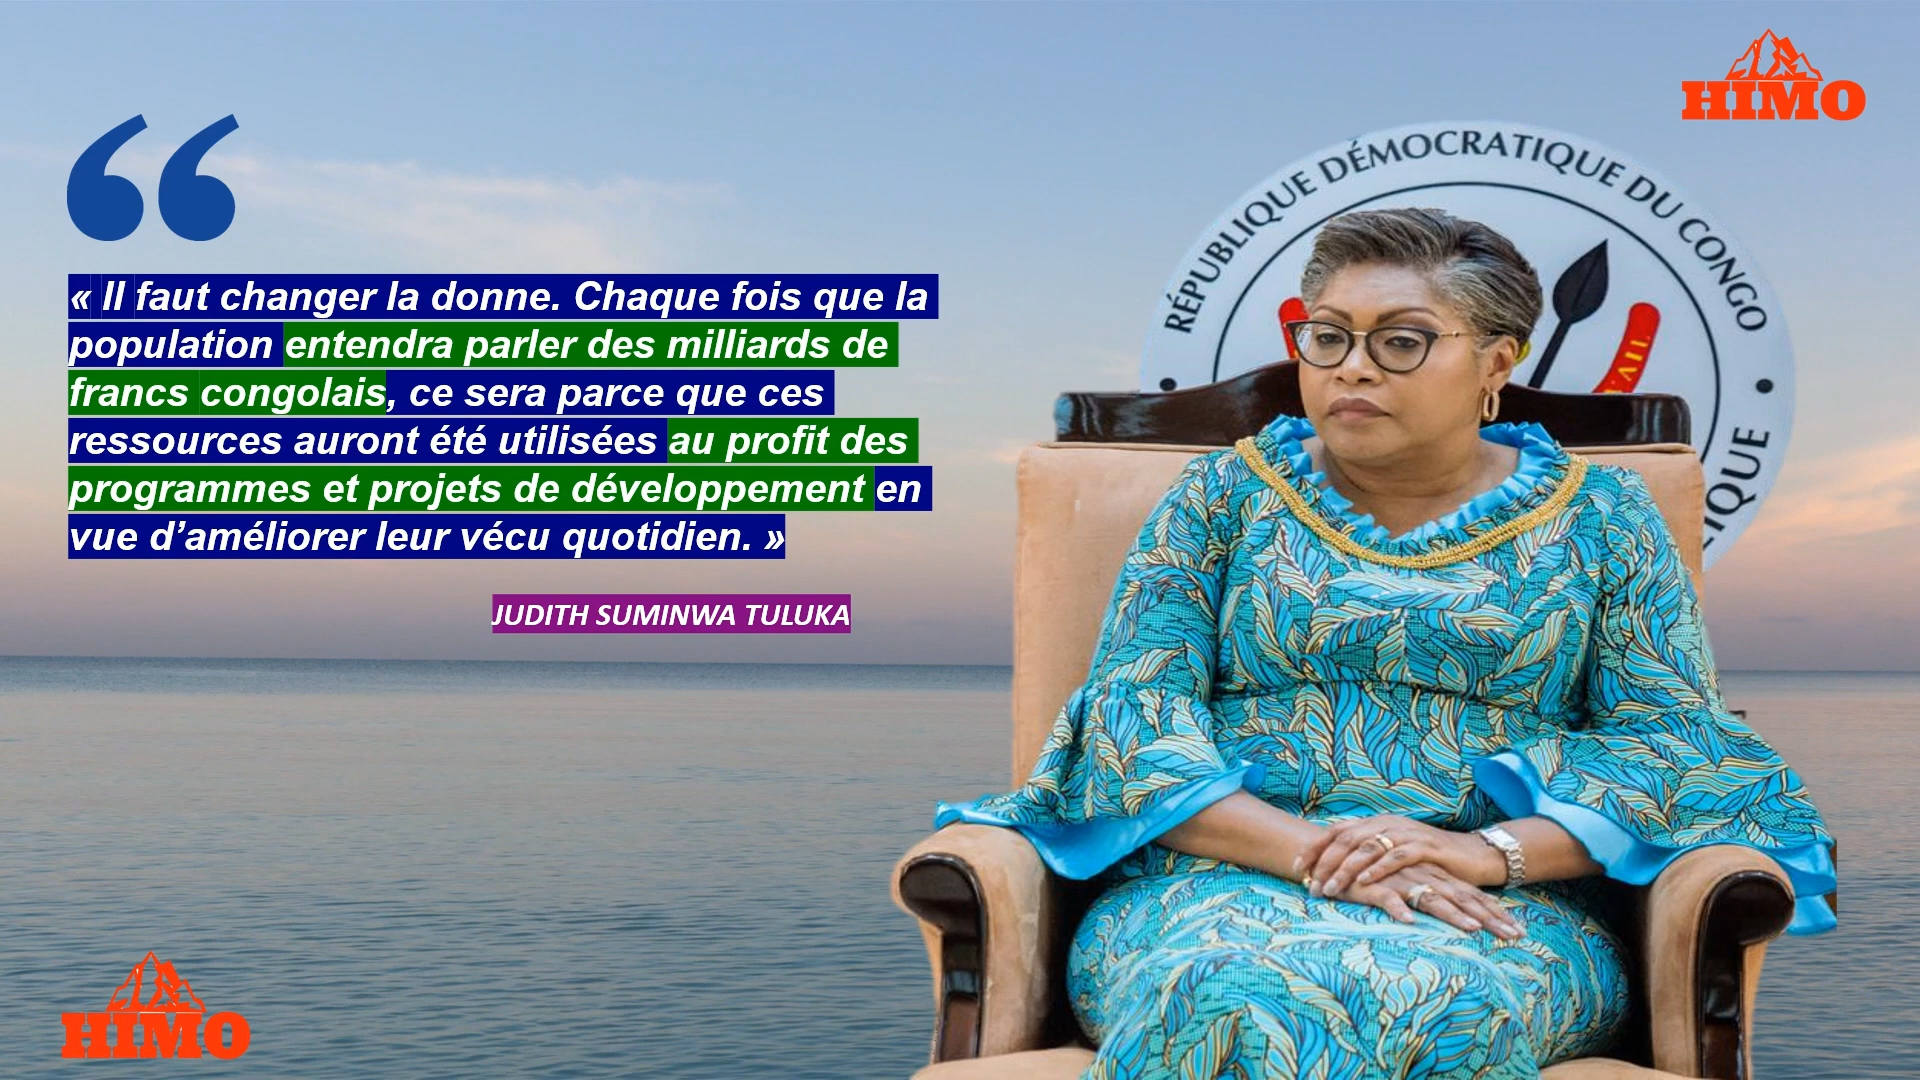 HIMO
RÉPUBLIQUE DÉMOCRATIQUE DU CONGO
« Il faut changer la donne. Chaque fois que la
population entendra parler des milliards de
francs congolais, ce sera parce que ces
ressources auront été utilisées au profit des
programmes et projets de développement en
vue d’améliorer leur vécu quotidien. »
JUDITH SUMINWA TULUKA
HIMO